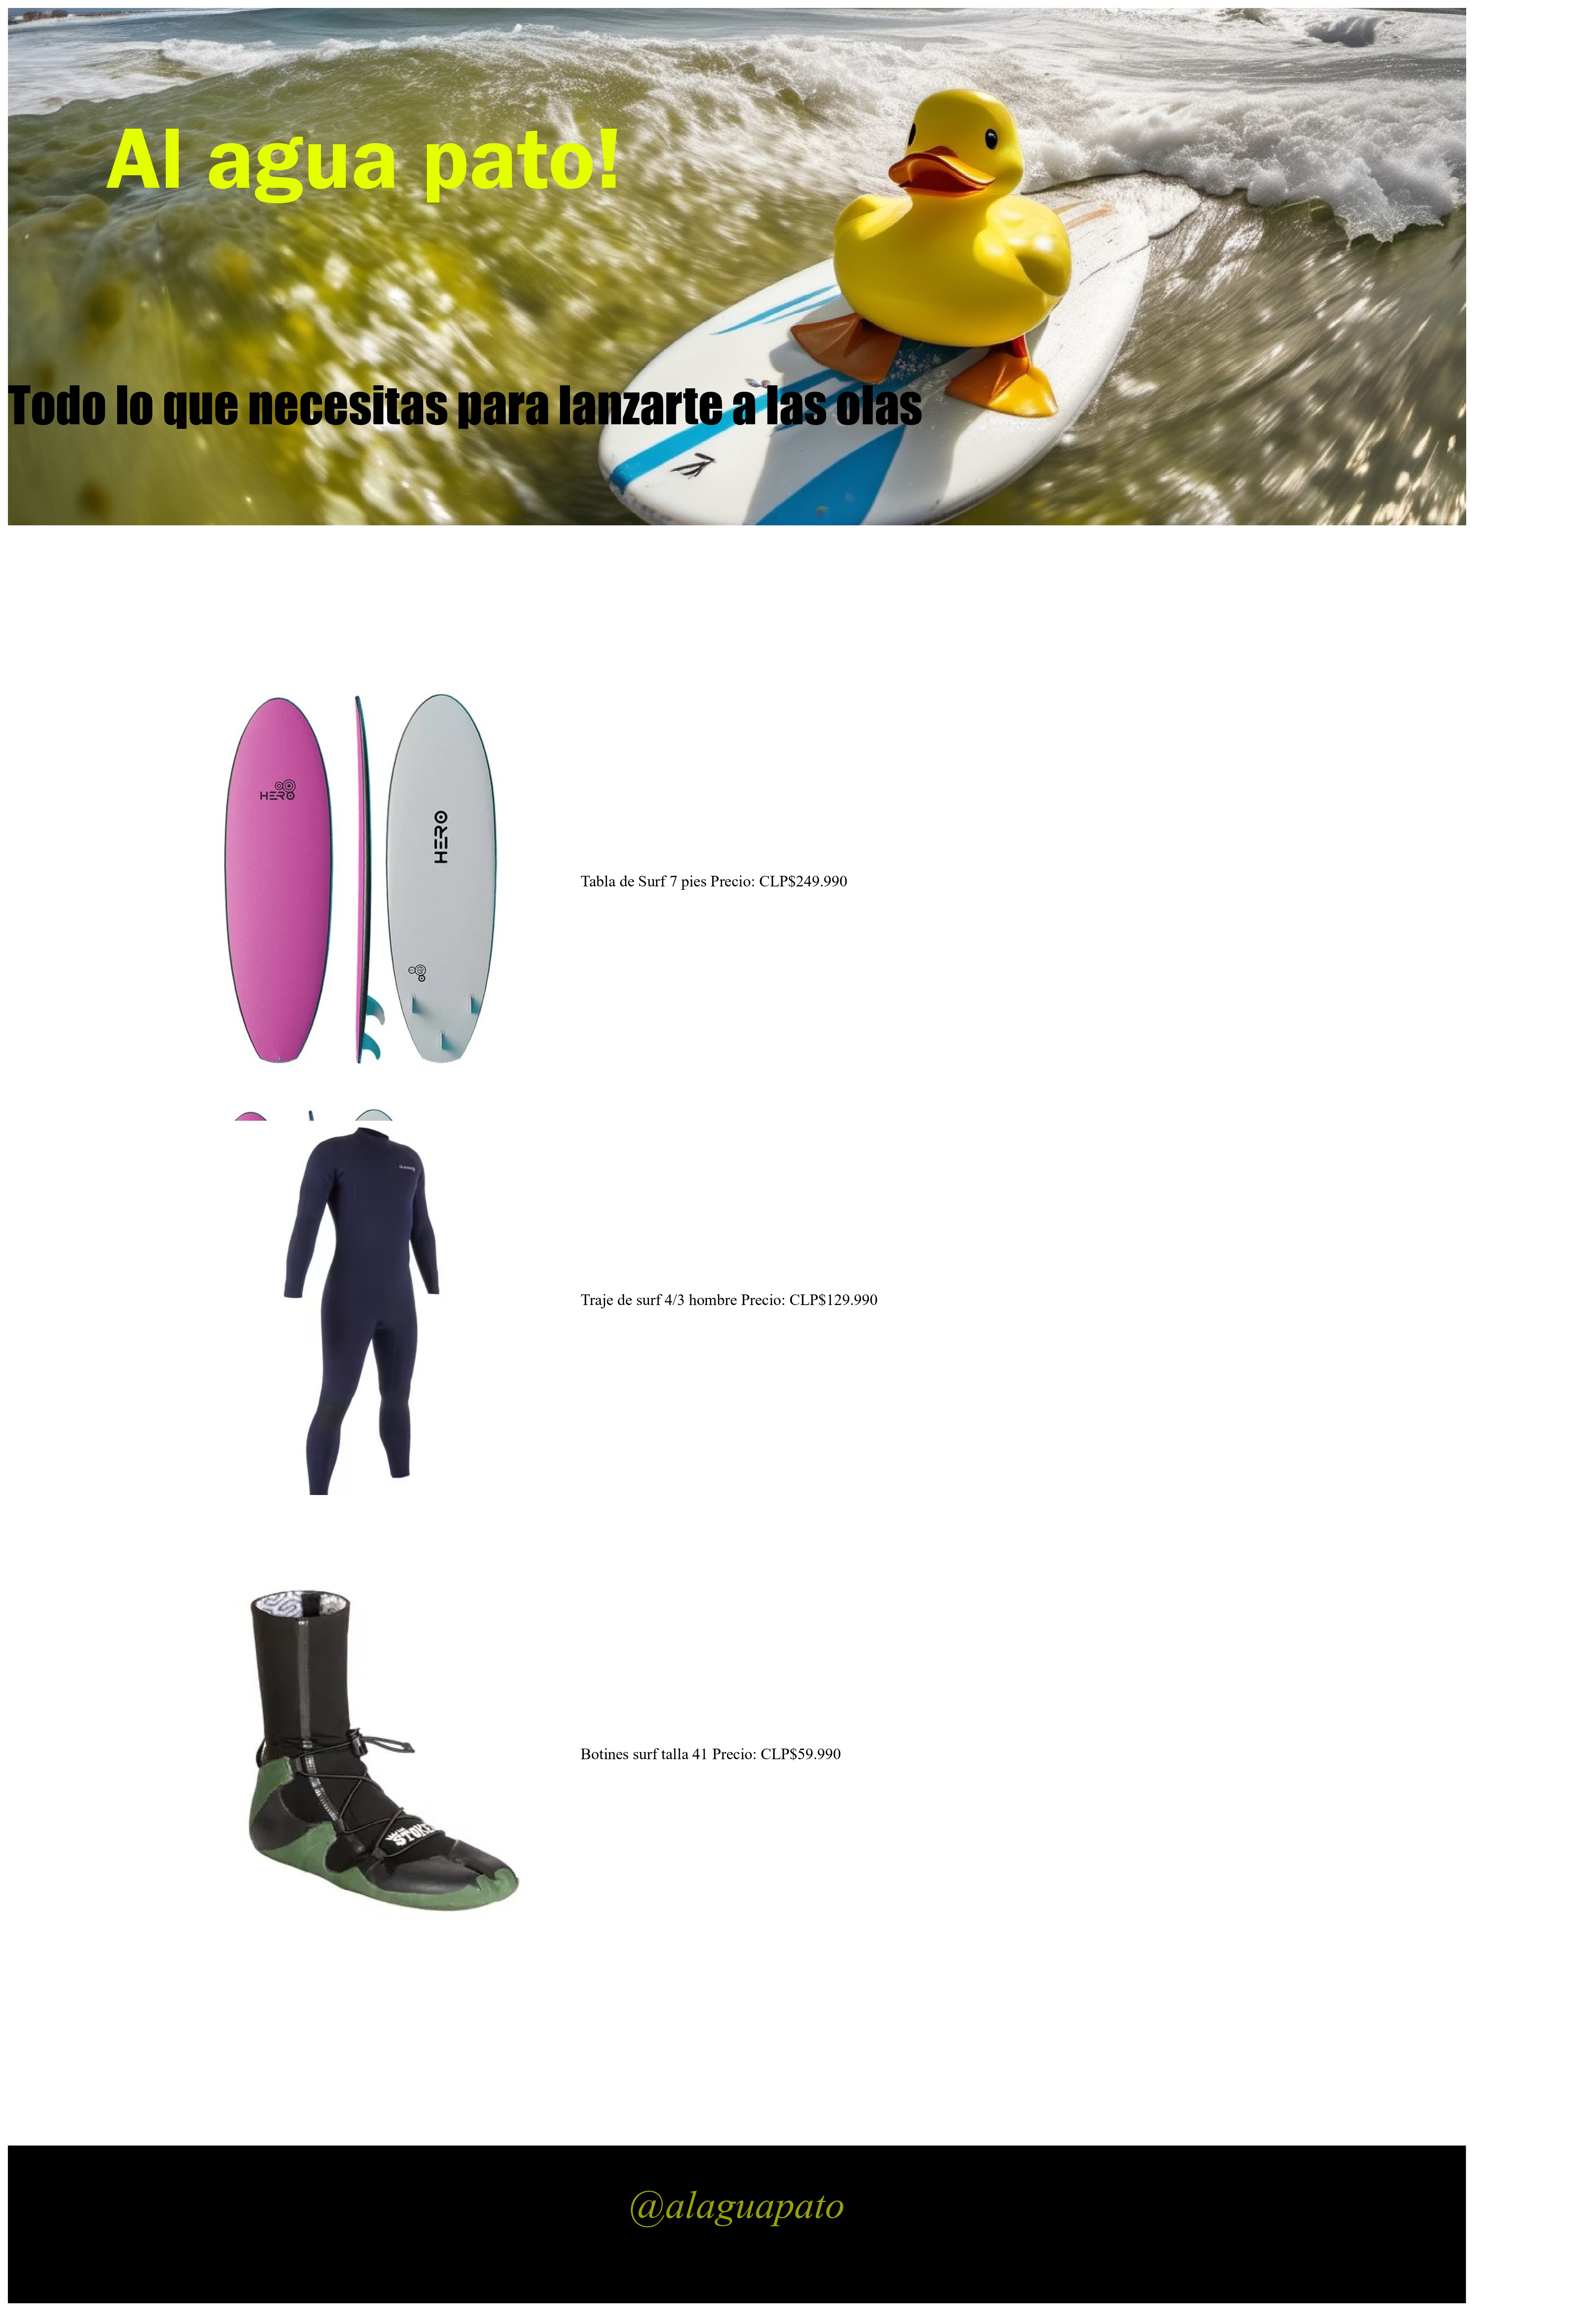 Al agua pato!
Todo lo que necesitas para lanzarte a las olas
HERO
HERO
Tabla de Surf 7 pies Precio: CLP$249.990
Traje de surf 4/3 hombre Precio: CLP$129.990
Botines surf talla 41 Precio: CLP$59.990
@alaguapato